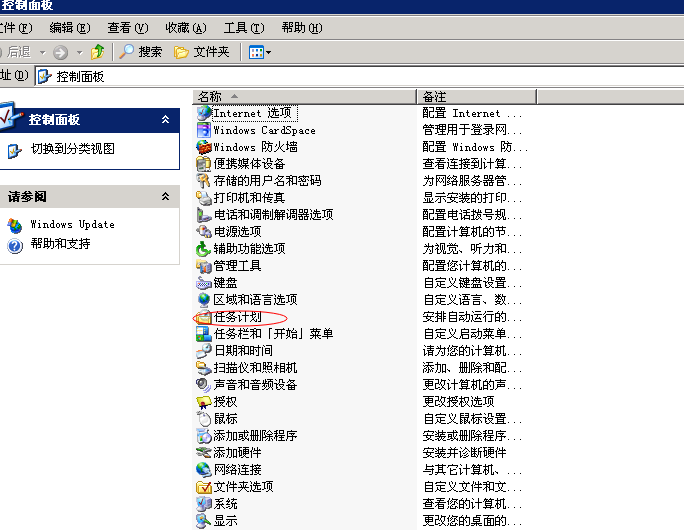 控制面板
文件(F) 编辑(E) 查看(V) 收藏(A) 工具(T) 帮助(H)
后退 搜索 文件夹
址(D) 控制面板
控制面板
切换到分类视图
请参阅
Windows Update
帮助和支持
名称 备注
Internet 选项 配置 Internet ...
Windows CardSpace 管理用于登录网...
Windows 防火墙 配置 Windows 防...
便携媒体设备 查看连接到计算...
存储的用户名和密码 为网络服务器管...
打印机和传真 显示安装的打印...
电话和调制解调器选项 配置电话拨号规...
电源选项 配置计算机的节...
辅助功能选项 为视觉、听力和...
管理工具 配置您计算机的...
键盘 自定义键盘设置...
区域和语言选项 自定义语言、数...
任务计划 安排自动运行的...
任务栏和「开始」菜单 自定义启动菜单...
日期和时间 请为您的计算机...
扫描仪和照相机 添加、删除和配...
声音和音频设备 更改计算机的声...
授权 更改授权选项
鼠标 自定义鼠标设置...
添加或删除程序 安装或删除程序...
添加硬件 安装并诊断硬件
网络连接 与其它计算机、...
文件夹选项 自定义文件和文...
系统 查看您的计算机...
显示 更改您的桌面的...